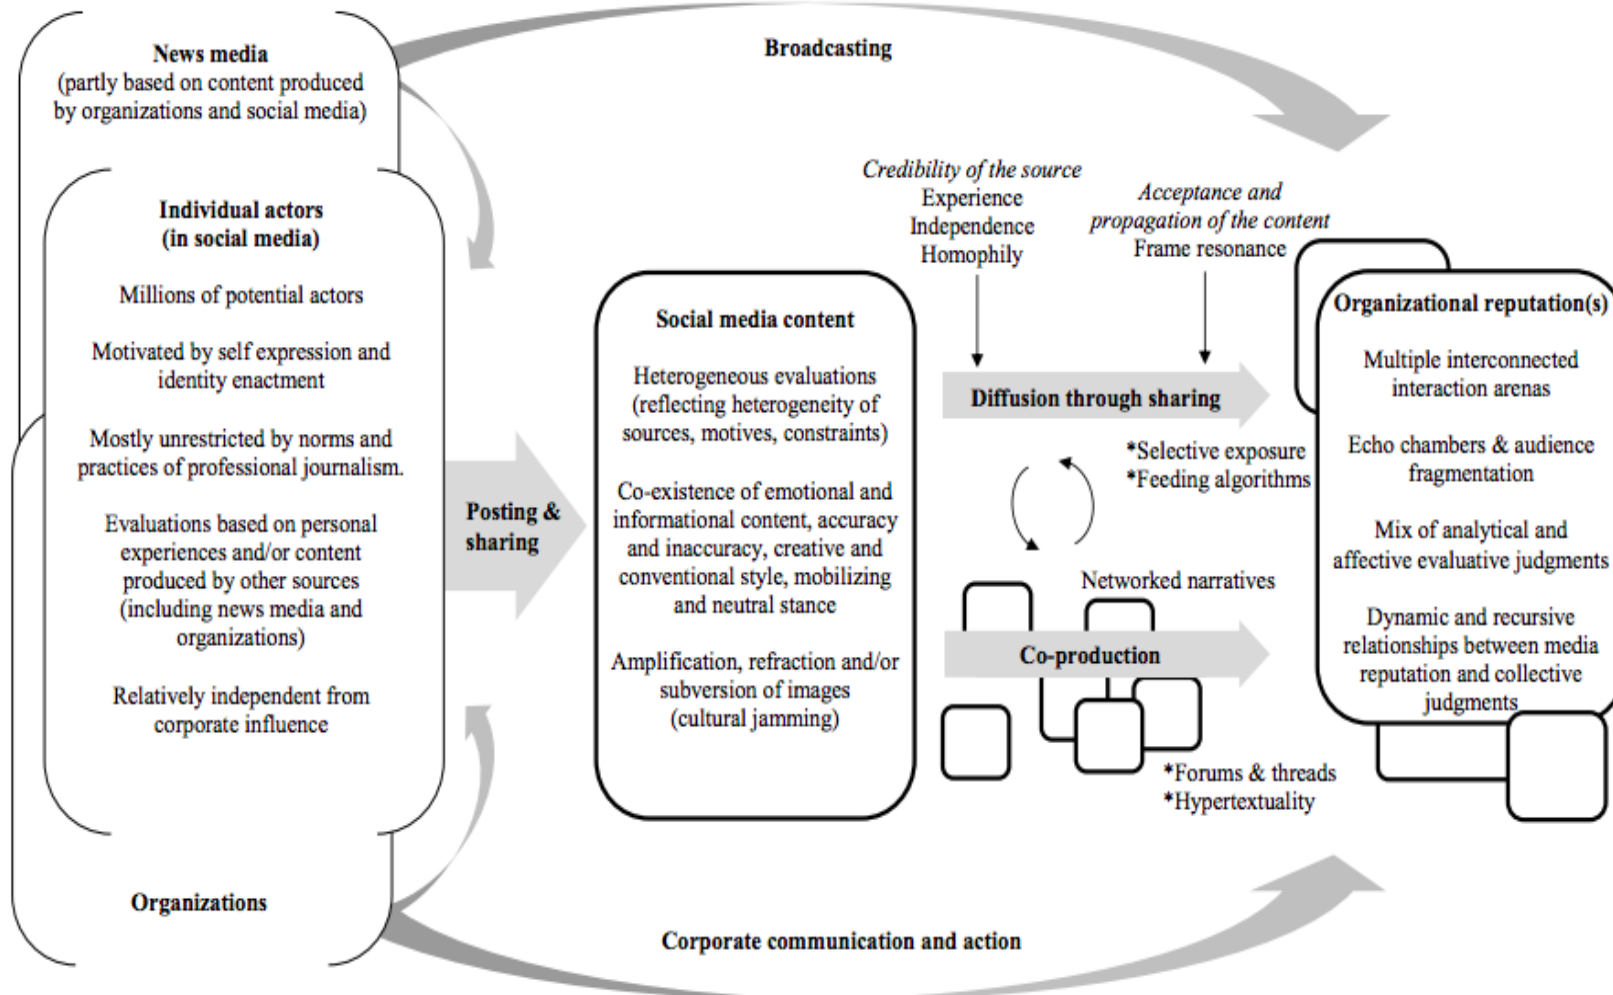 News media
(partly based on content produced
by organizations and social media)
Individual actors
(in social media)
Millions of potential actors
Motivated by self expression and
identity enactment
Mostly unrestricted by norms and
practices of professional journalism.
Evaluations based on personal
experiences and/or content
produced by other sources
(including news media and
organizations)
Relatively independent from
corporate influence
Organizations
Posting &
sharing
Broadcasting
Social media content
Heterogeneous evaluations
(reflecting heterogeneity of
sources, motives, constraints)
Co-existence of emotional and
informational content, accuracy
and inaccuracy, creative and
conventional style, mobilizing
and neutral stance
Amplification, refraction and/or
subversion of images
(cultural jamming)
Credibility of the source
Experience
Independence
Homophily
Acceptance and
propagation of the content
Frame resonance
Diffusion through sharing
*Selective exposure
*Feeding algorithms
Networked narratives
Co-production
*Forums & threads
*Hypertextuality
Corporate communication and action
Organizational reputation(s)
Multiple interconnected
interaction arenas
Echo chambers & audience
fragmentation
Mix of analytical and
affective evaluative judgments
Dynamic and recursive
relationships between media
reputation and collective
judgments